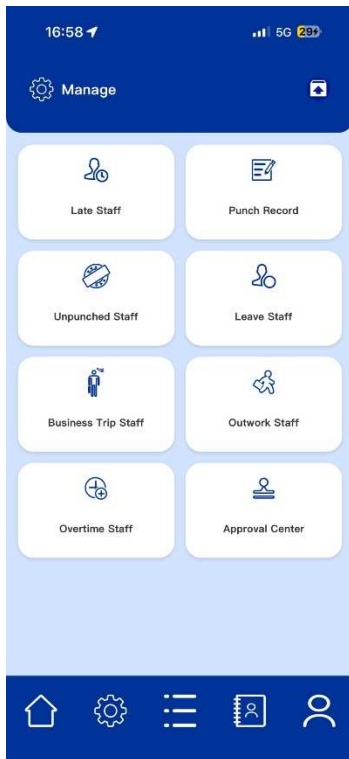 16:58
5G 29
Manage
Late Staff
Punch Record
Unpunched Staff
Leave Staff
Business Trip Staff
Outwork Staff
Overtime Staff
Approval Center